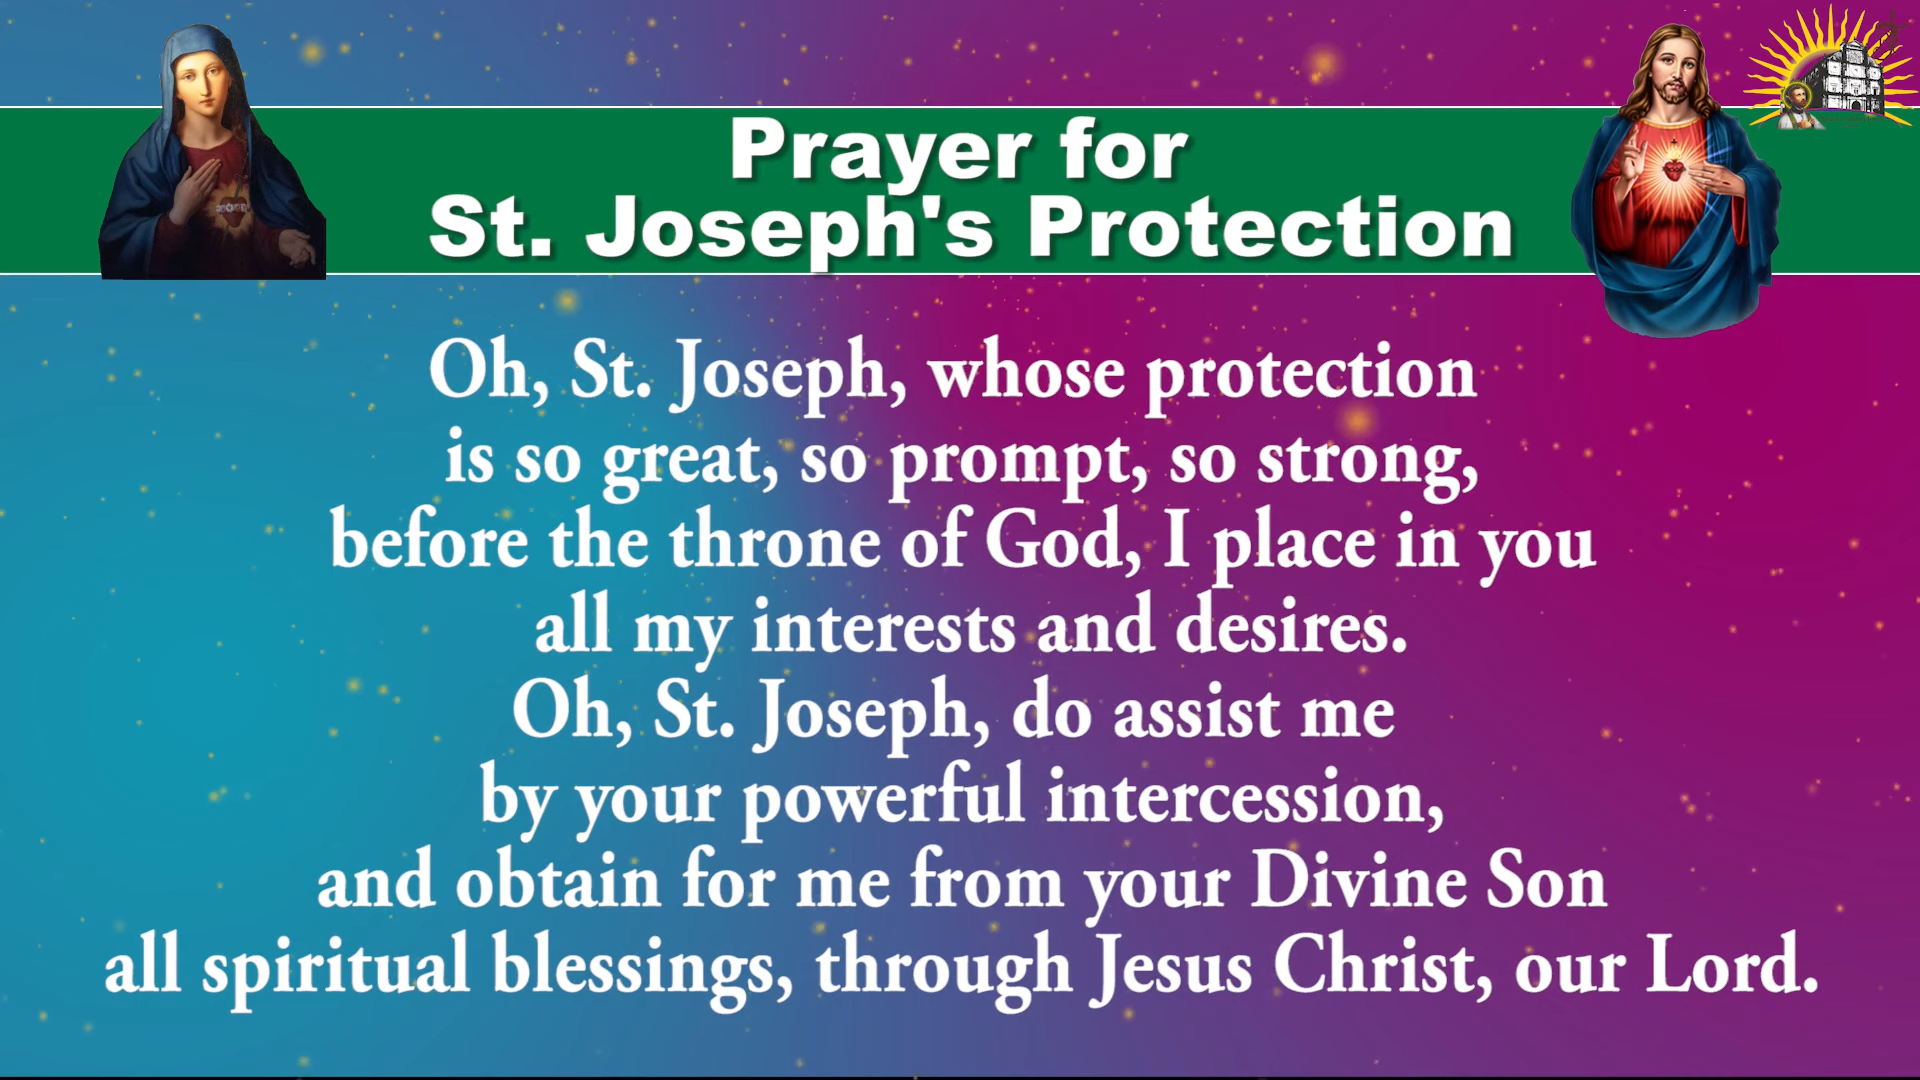 Prayer for
St. Joseph's Protection
Oh, St. Joseph, whose protection
is so great, so prompt, so strong,
before the throne of God, I place in you
all my interests and desires.
Oh, St. Joseph, do assist me
by your powerful intercession,
and obtain for me from your Divine Son
all spiritual blessings, through Jesus Christ, our Lord.